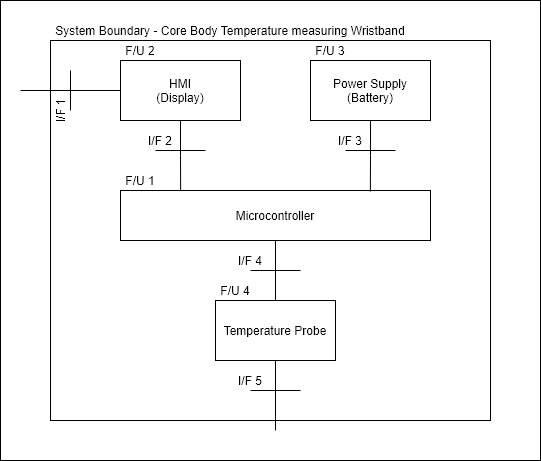 System Boundary - Core Body Temperature measuring Wristband
F/U 2
F/U 3
HMI
(Display)
Power Supply
(Battery)
I/F 1
I/F 2
I/F 3
F/U 1
Microcontroller
I/F 4
F/U 4
Temperature Probe
I/F 5